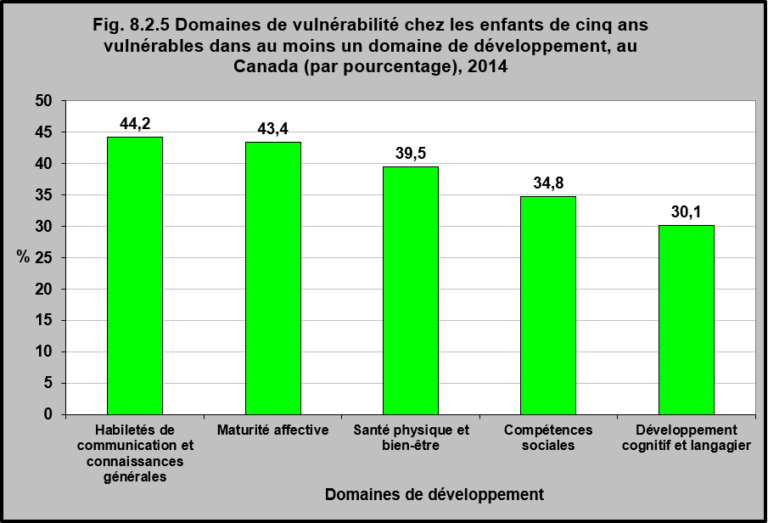 Fig. 8.2.5 Domaines de vulnérabilité chez les enfants de cinq ans
vulnérables dans au moins un domaine de développement, au
Canada (par pourcentage), 2014
50
45
40
35
30
% 25
20
15
10
5
0
44,2
43,4
39,5
34,8
30,1
Habiletés de
communication et
connaissances
générales
Maturité affective
Santé physique et
bien-être
Compétences
sociales
Développement
cognitif et langagier
Domaines de développement